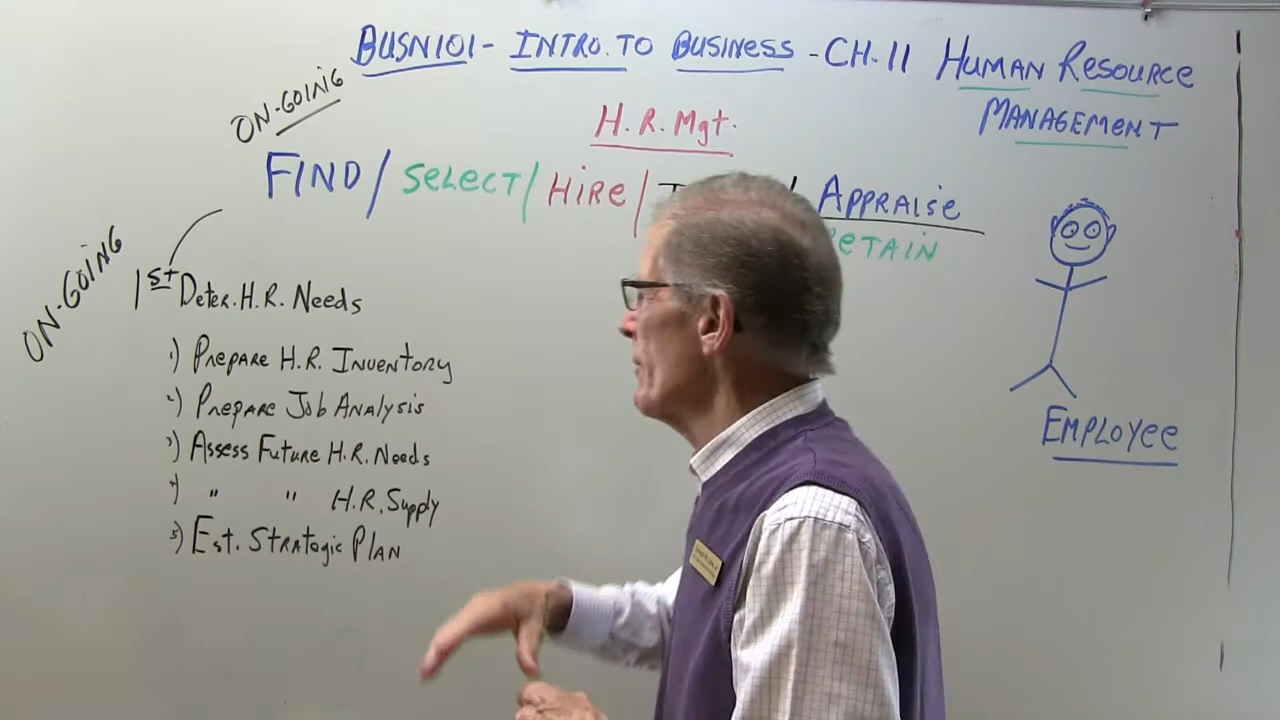 BUSN101 - INTRO. TO BUSINESS - CH. 11 HUMAN RESOURCE
MANAGEMENT
ON-GOING
H.R. Mgt.
FIND / SELECT / HIRE / / APPRAISE
RETAIN
ON-GOING
1st DETER. H.R. NEEDS
1) PREPARE H.R. INVENTORY
2) PREPARE JOB ANALYSIS
3) ASSESS FUTURE H.R. NEEDS
4) " " H.R. SUPPLY
5) EST. STRATEGIC PLAN
EMPLOYEE